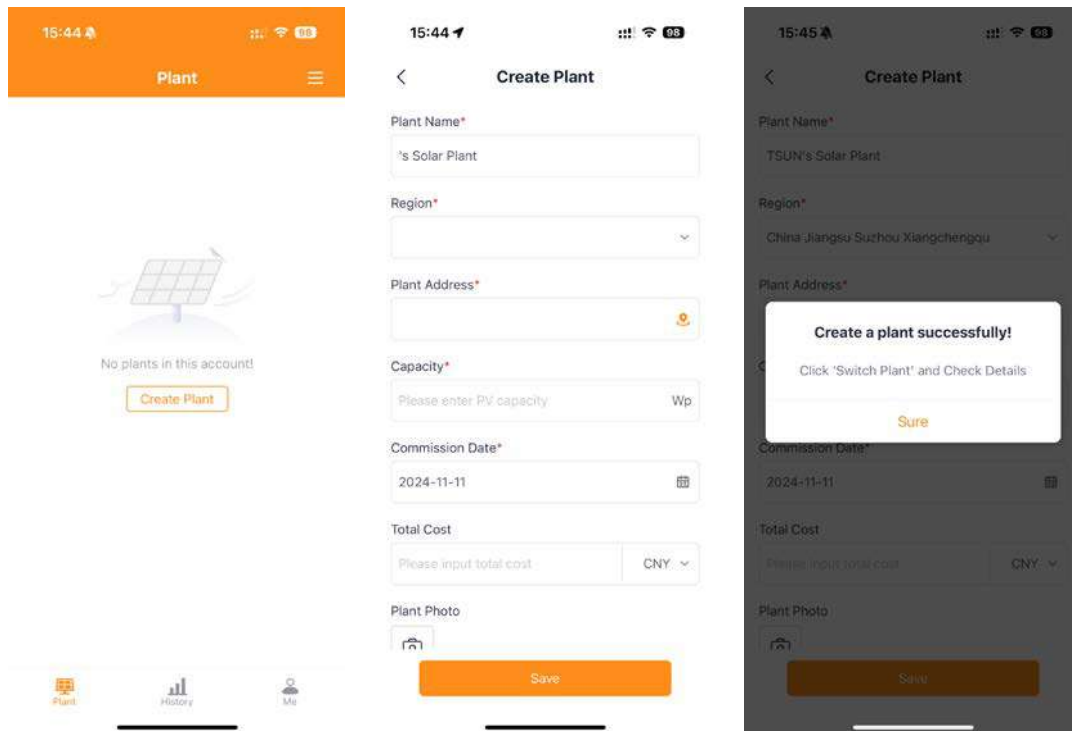 15:44
98
Plant
No plants in this account!
Create Plant
Plant
History
Me
15:44
98
Create Plant
Plant Name*
's Solar Plant
Region*
Plant Address*
Capacity*
Please enter PV capacity
Wp
Commission Date*
2024-11-11
Total Cost
Please input total cost
CNY
Plant Photo
Save
15:45
98
Create Plant
Plant Name*
TSUN's Solar Plant
Region*
China Jiangsu Suzhou Xiangchengqu
Plant Address*
Create a plant successfully!
Click 'Switch Plant' and Check Details
Sure
Commission Date*
2024-11-11
Total Cost
Please input total cost
CNY
Plant Photo
Save